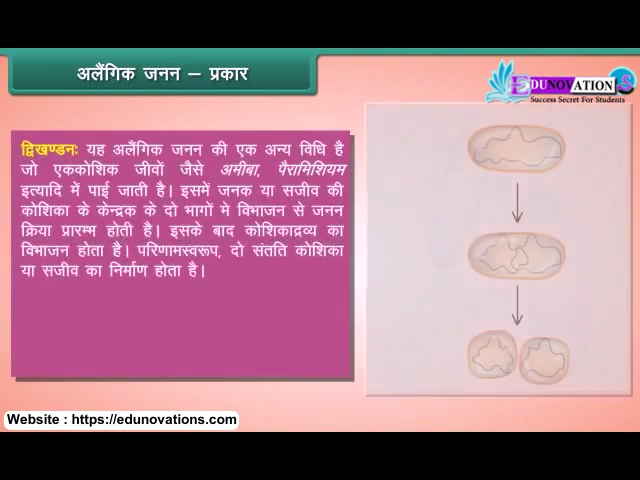 अलैंगिक जनन – प्रकार
EDUNOVATIONS
Success Secret For Students
द्विखण्डनः यह अलैंगिक जनन की एक अन्य विधि है
जो एककोशिक जीवों जैसे अमीबा, पैरामिशियम
इत्यादि में पाई जाती है। इसमें जनक या सजीव की
कोशिका के केन्द्रक के दो भागों मे विभाजन से जनन
क्रिया प्रारम्भ होती है। इसके बाद कोशिकाद्रव्य का
विभाजन होता है। परिणामस्वरूप, दो संतति कोशिका
या सजीव का निर्माण होता है।
Website : https://edunovations.com